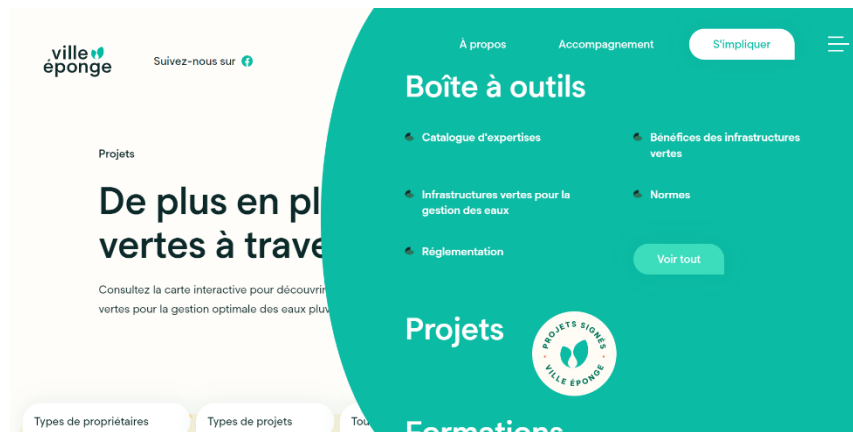 ville
éponge
Suivez-nous sur
À propos
Accompagnement
S'impliquer
Projets
De plus en pl
vertes à trave
Consultez la carte interactive pour découvrir
vertes pour la gestion optimale des eaux pluv
Types de propriétaires
Types de projets
Tou
Boîte à outils
Catalogue d'expertises
Bénéfices des infrastructures
vertes
Infrastructures vertes pour la
gestion des eaux
Normes
Réglementation
Voir tout
Projets
PROJETS SIGNÉS
VILLE ÉPONGE
Formations